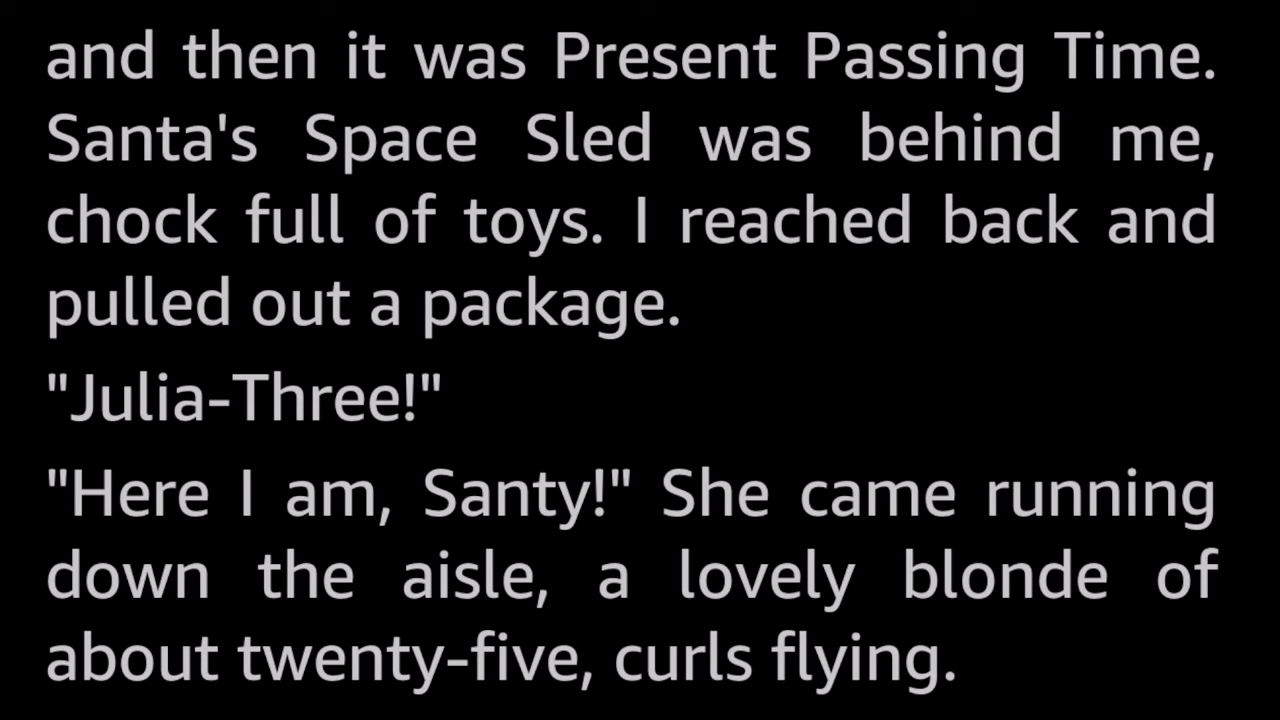 and then it was Present Passing Time.
Santa's Space Sled was behind me,
chock full of toys. I reached back and
pulled out a package.
"Julia-Three!"
"Here I am, Santy!" She came running
down the aisle, a lovely blonde of
about twenty-five, curls flying.